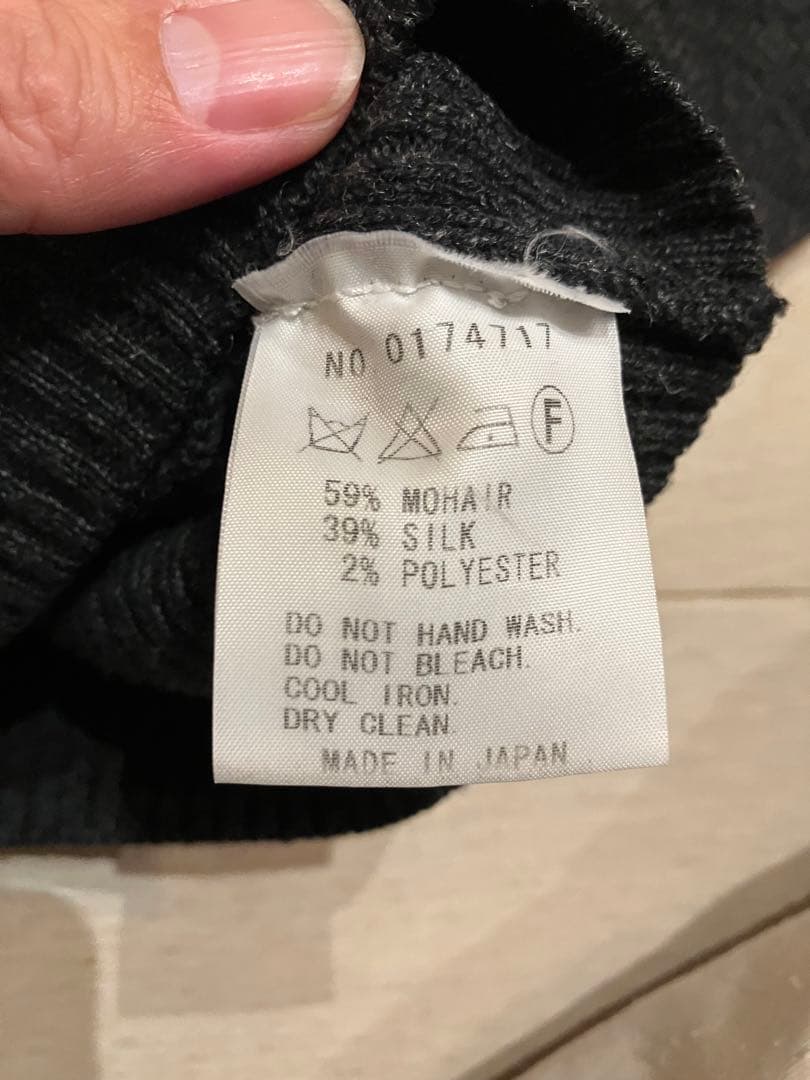 NO 0174717
F
59% MOHAIR
39% SILK
2% POLYESTER
DO NOT HAND WASH.
DO NOT BLEACH.
COOL IRON.
DRY CLEAN.
MADE IN JAPAN